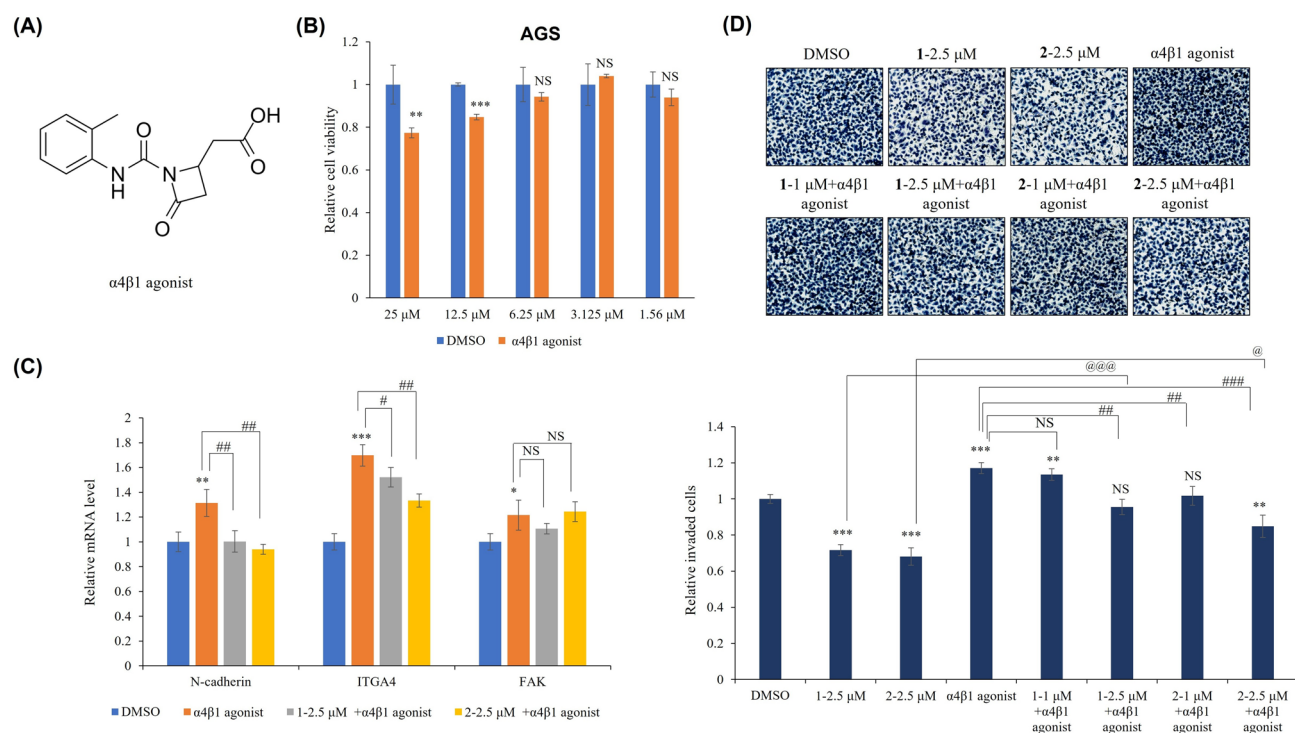 (A)
O
OH
N
H
N
O
O
α4β1 agonist
(B)
AGS
Relative cell viability
1.2
1
0.8
0.6
0.4
0.2
0
**
***
NS
NS
NS
25 μM
12.5 μM
6.25 μM
3.125 μM
1.56 μM
DMSO
α4β1 agonist
(C)
Relative mRNA level
2
1.8
1.6
1.4
1.2
1
0.8
0.6
0.4
0.2
0
**
##
##
***
#
##
*
NS
NS
N-cadherin
ITGA4
FAK
DMSO
α4β1 agonist
1-2.5 μM +α4β1 agonist
2-2.5 μM +α4β1 agonist
(D)
DMSO
1-2.5 μM
2-2.5 μM
α4β1 agonist
1-1 μM+α4β1
agonist
1-2.5 μM+α4β1
agonist
2-1 μM+α4β1
agonist
2-2.5 μM+α4β1
agonist
@
@@@
###
##
##
NS
Relative invaded cells
1.4
1.2
1
0.8
0.6
0.4
0.2
0
***
***
***
**
NS
NS
**
DMSO
1-2.5 μM
2-2.5 μM
α4β1 agonist
1-1 μM
+α4β1
agonist
1-2.5 μM
+α4β1
agonist
2-1 μM
+α4β1
agonist
2-2.5 μM
+α4β1
agonist